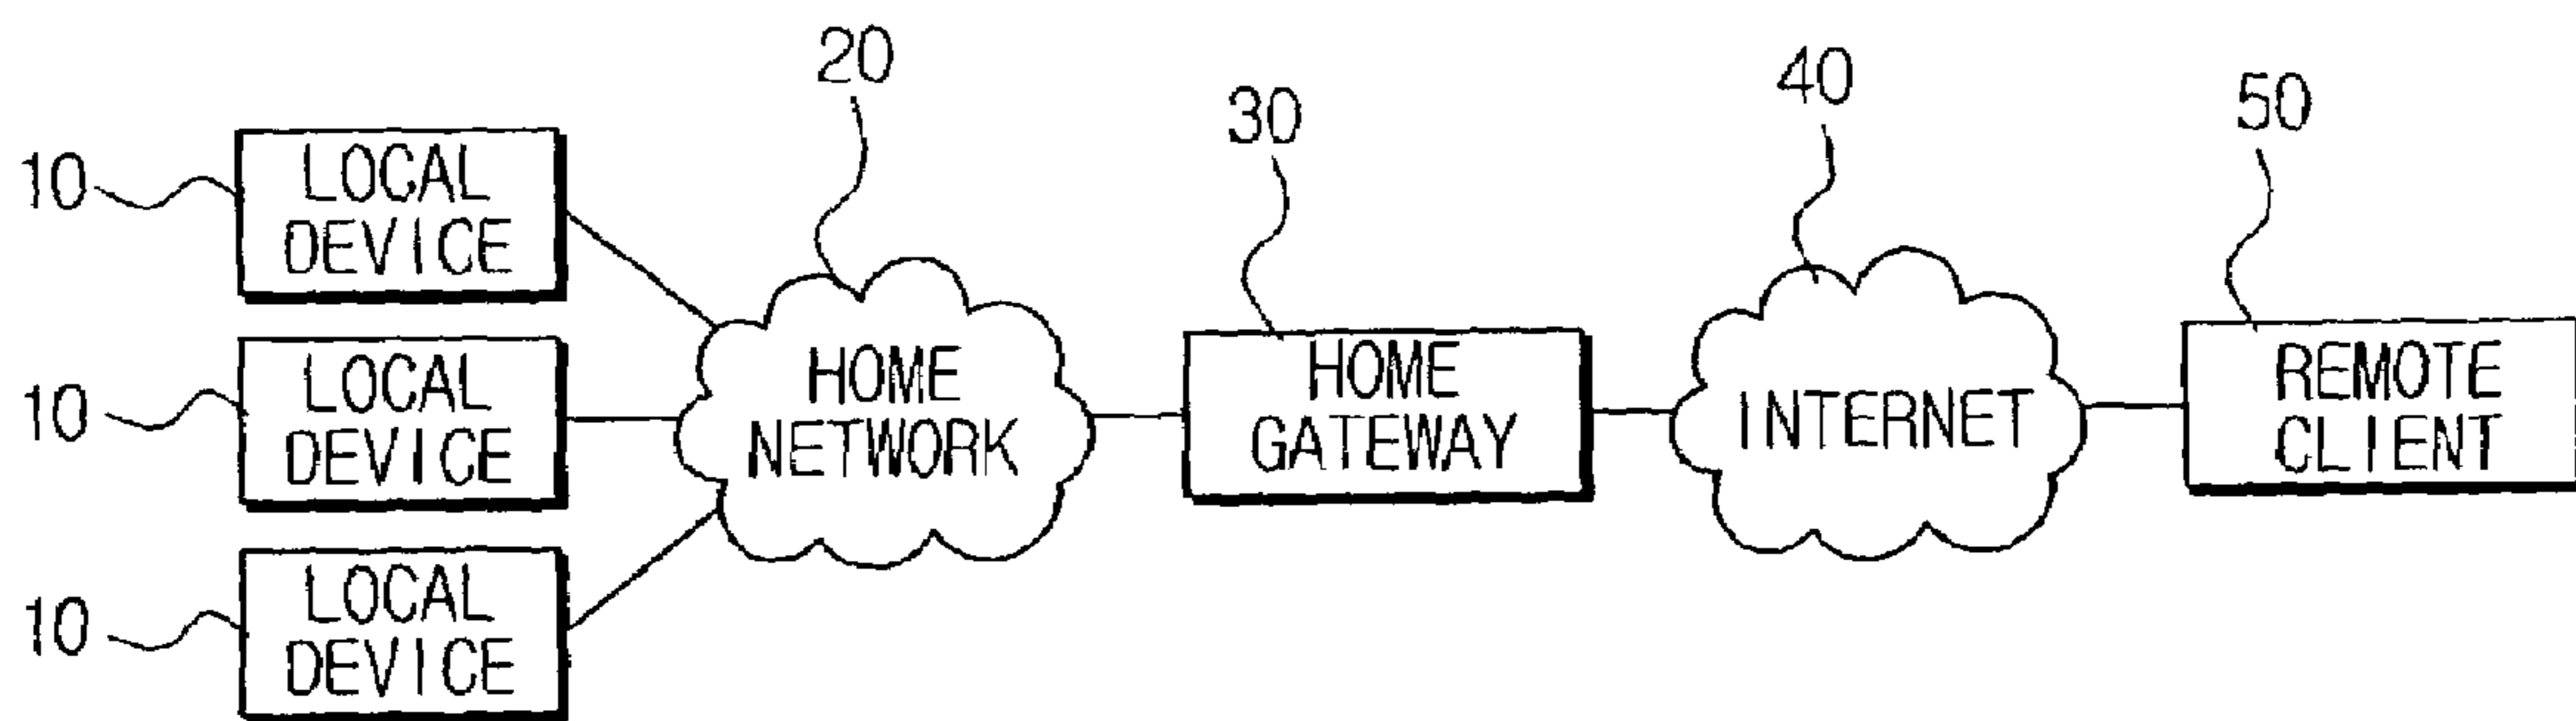 20
40
30
50
10
LOCAL
DEVICE
10
LOCAL
DEVICE
10
LOCAL
DEVICE
HOME
NETWORK
HOME
GATEWAY
INTERNET
REMOTE
CLIENT